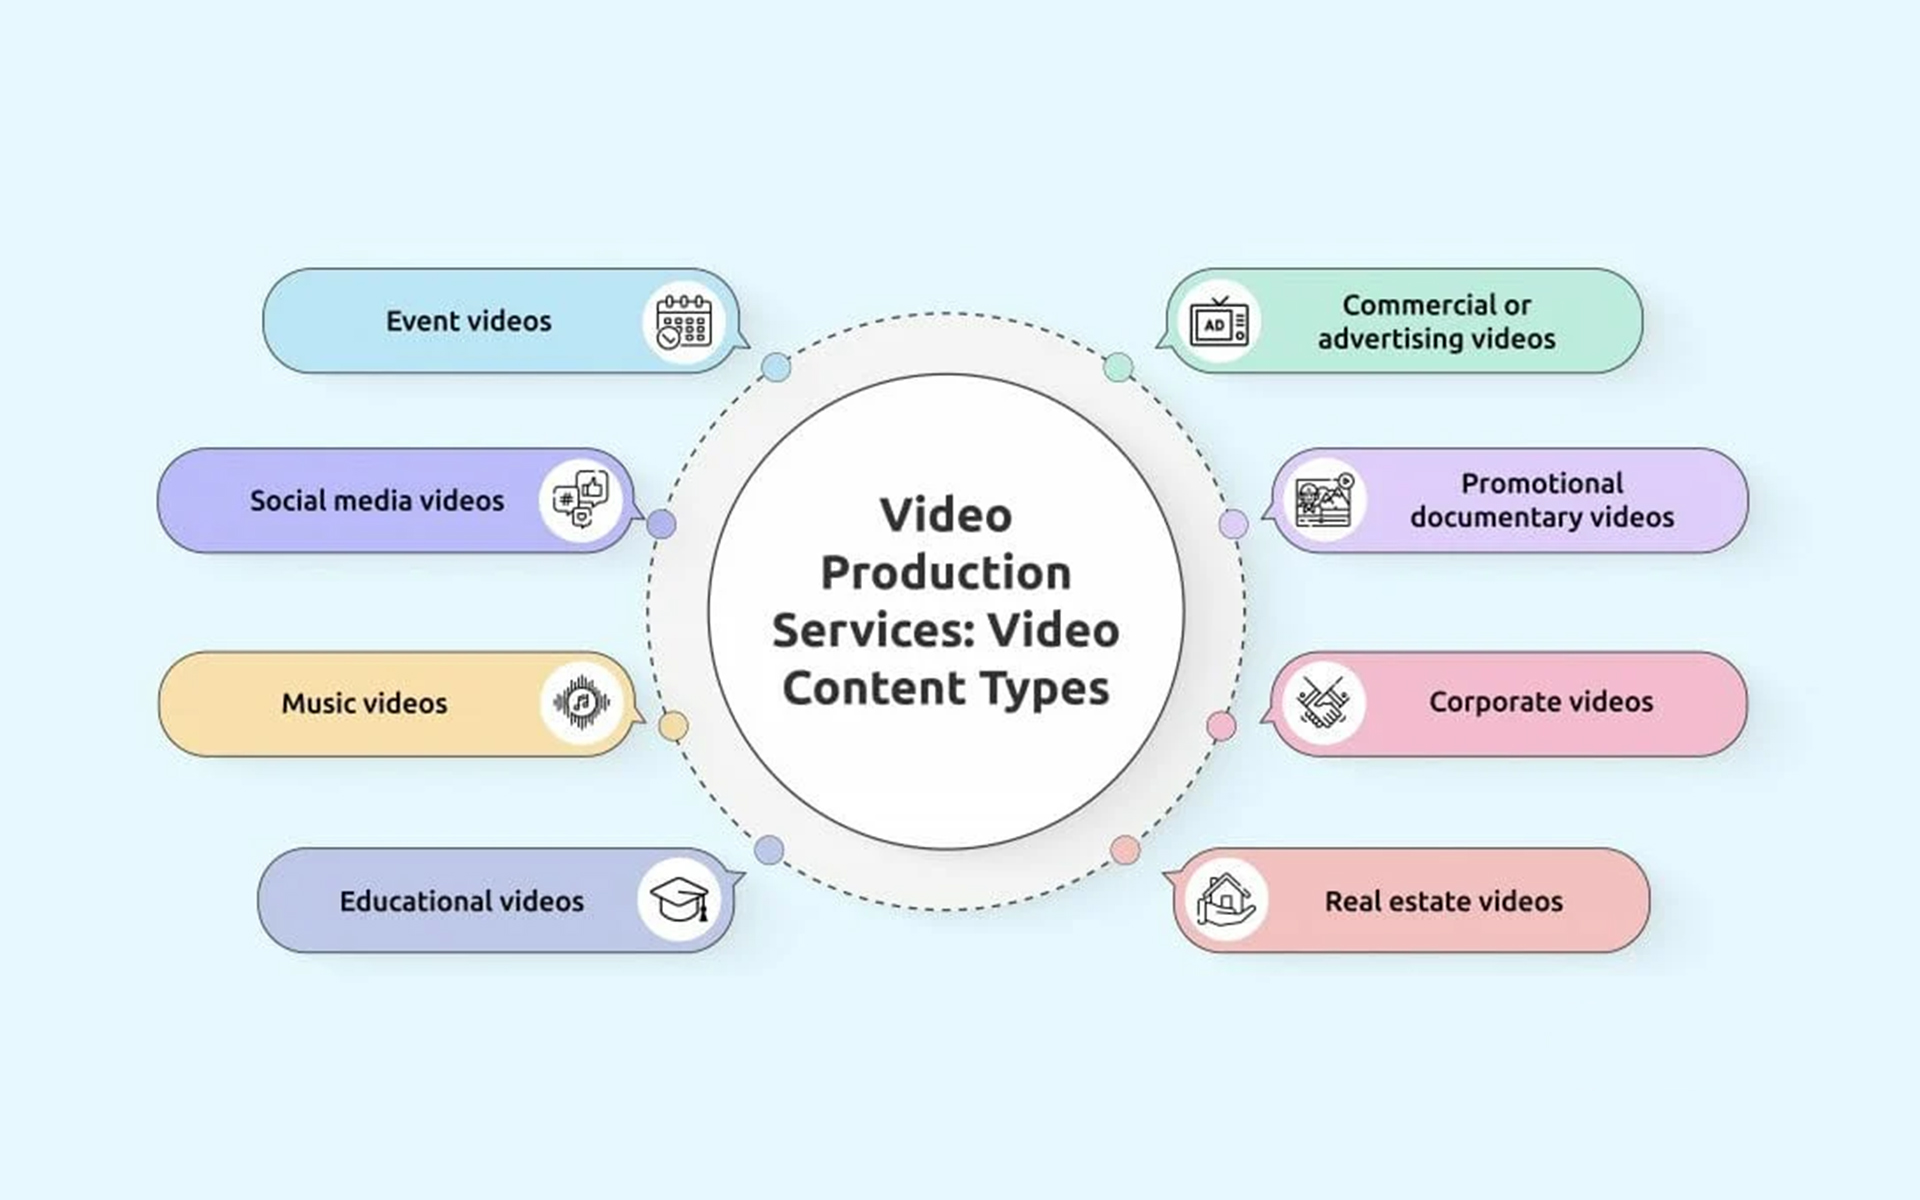 Video
Production
Services: Video
Content Types
Event videos
Social media videos
Music videos
Educational videos
AD
Commercial or
advertising videos
Promotional
documentary videos
Corporate videos
Real estate videos
#